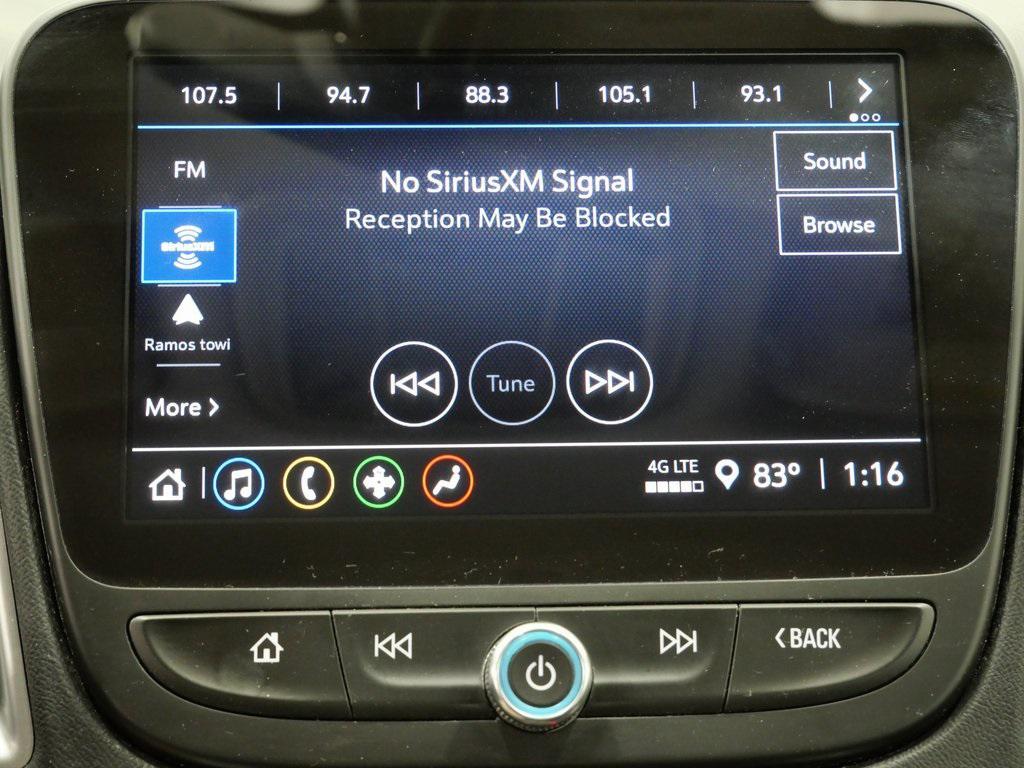 107.5 | 94.7 | 88.3 | 105.1 | 93.1 |
FM
No SiriusXM Signal
Reception May Be Blocked
Sound
Browse
SiriusXM
Ramos towi
More
Tune
4G LTE
83º | 1:16
BACK